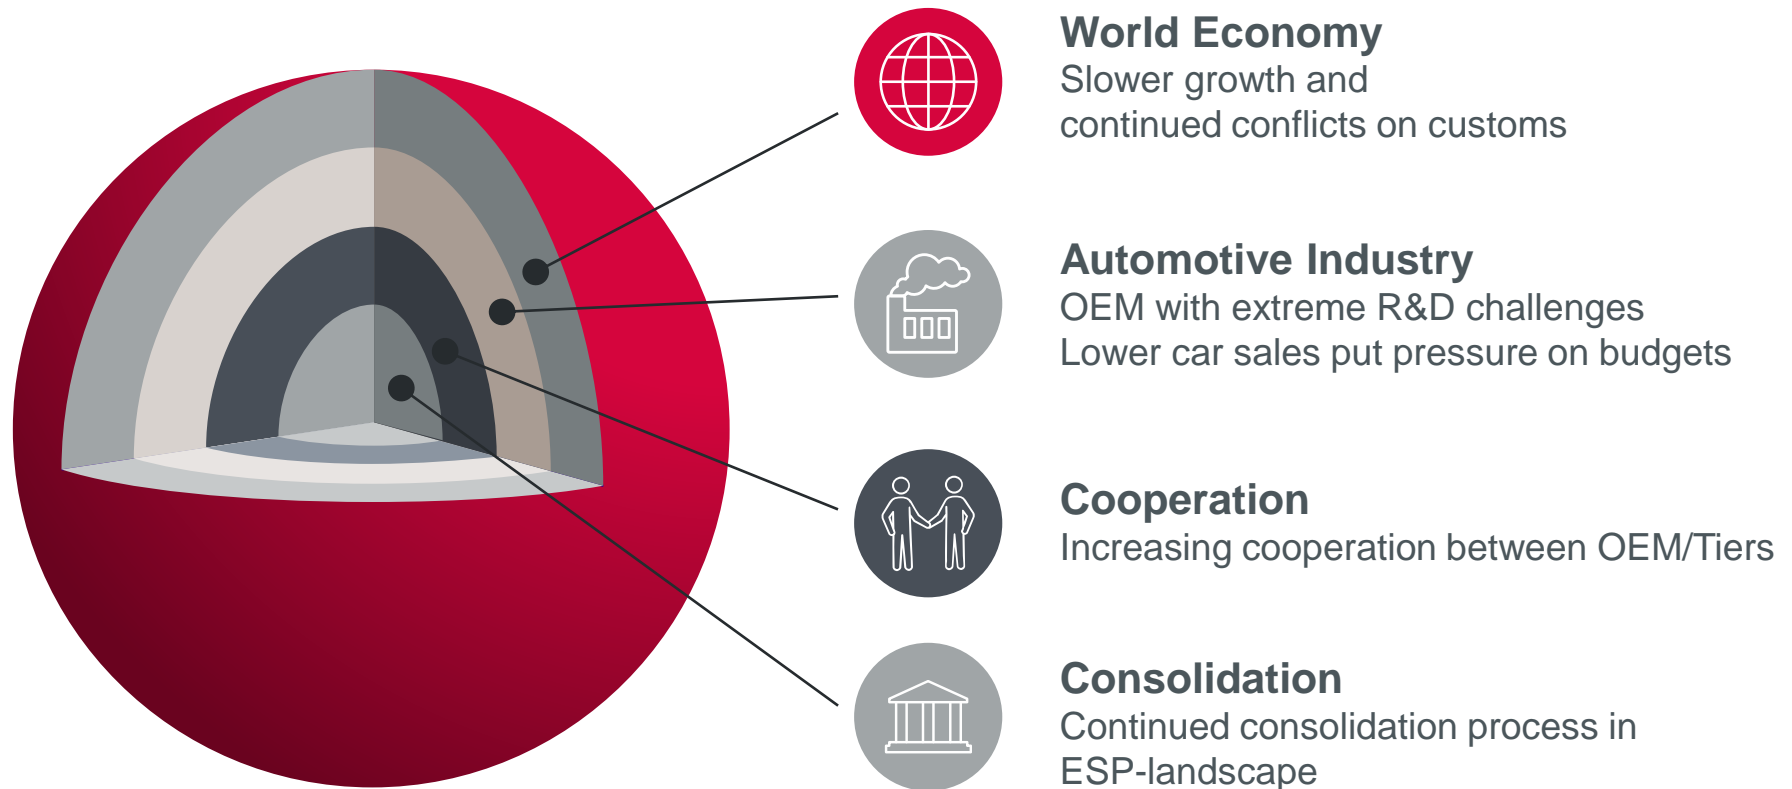 World Economy
Slower growth and
continued conflicts on customs
Automotive Industry
OEM with extreme R&D challenges
Lower car sales put pressure on budgets
Cooperation
Increasing cooperation between OEM/Tiers
Consolidation
Continued consolidation process in
ESP-landscape